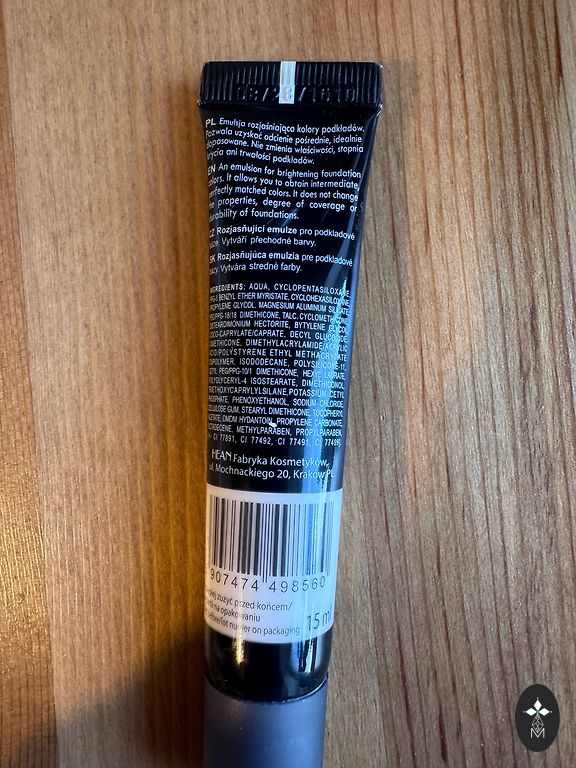 PL Emulsja rozjaśniająca kolory podkładów.
Pozwala uzyskać odcienie pośrednie, idealnie
dopasowane. Nie zmienia właściwości, stopnia
krycia ani trwałości podkładów.
EN An emulsion for brightening foundation
colors. It allows you to obtain intermediate,
perfectly matched colors. It does not change
the properties, degree of coverage or
durability of foundations.
CZ Rozjasňující emulze pro podkladové
báze. Vytváří přechodné barvy.
SK Rozjasňujúca emulzia pre podkladové
bázy. Vytvára stredné farby.
INGREDIENTS: AQUA, CYCLOPENTASILOXANE
PPG-3 BENZYL ETHER MYRISTATE, CYCLOHEXASILOXANE
PROPYLENE GLYCOL, MAGNESIUM ALUMINUM SILICATE
PEG/PPG-18/18 DIMETHICONE, TALC, CYCLOMETHICONE
DISTEARDIMONIUM HECTORITE, BYTYLENE GLYCOL
COCO-CAPRYLATE/CAPRATE, DECYL GLUCOSIDE
DIMETHICONE, DIMETHYLACRYLAMIDE/ACRYLIC
ACID/POLYSTYRENE ETHYL METHACRYLATE
COPOLYMER, ISODODECANE, POLYSILICONE-11,
CETYL PEG/PPG-10/1 DIMETHICONE, HEXYL LAURATE,
POLYGLYCERYL-4 ISOSTEARATE, DIMETHICONOL,
TRIETHOXYCAPRYLYLSILANE, POTASSIUM CETYL
PHOSPHATE, PHENOXYETHANOL, SODIUM CHLORIDE,
CELLULOSE GUM, STEARYL DIMETHICONE, TOCOPHERYL
ACETATE, DMDM HYDANTOIN, PROPYLENE CARBONATE,
OCTADECENE, METHYLPARABEN, PROPYLPARABEN,
CI 77891, CI 77492, CI 77491, CI 77499
HEAN Fabryka Kosmetyków,
ul. Mochnackiego 20, Kraków PL
907474 498560
zużyć przed końcem/
na opakowaniu
number on packaging
15 ml
M